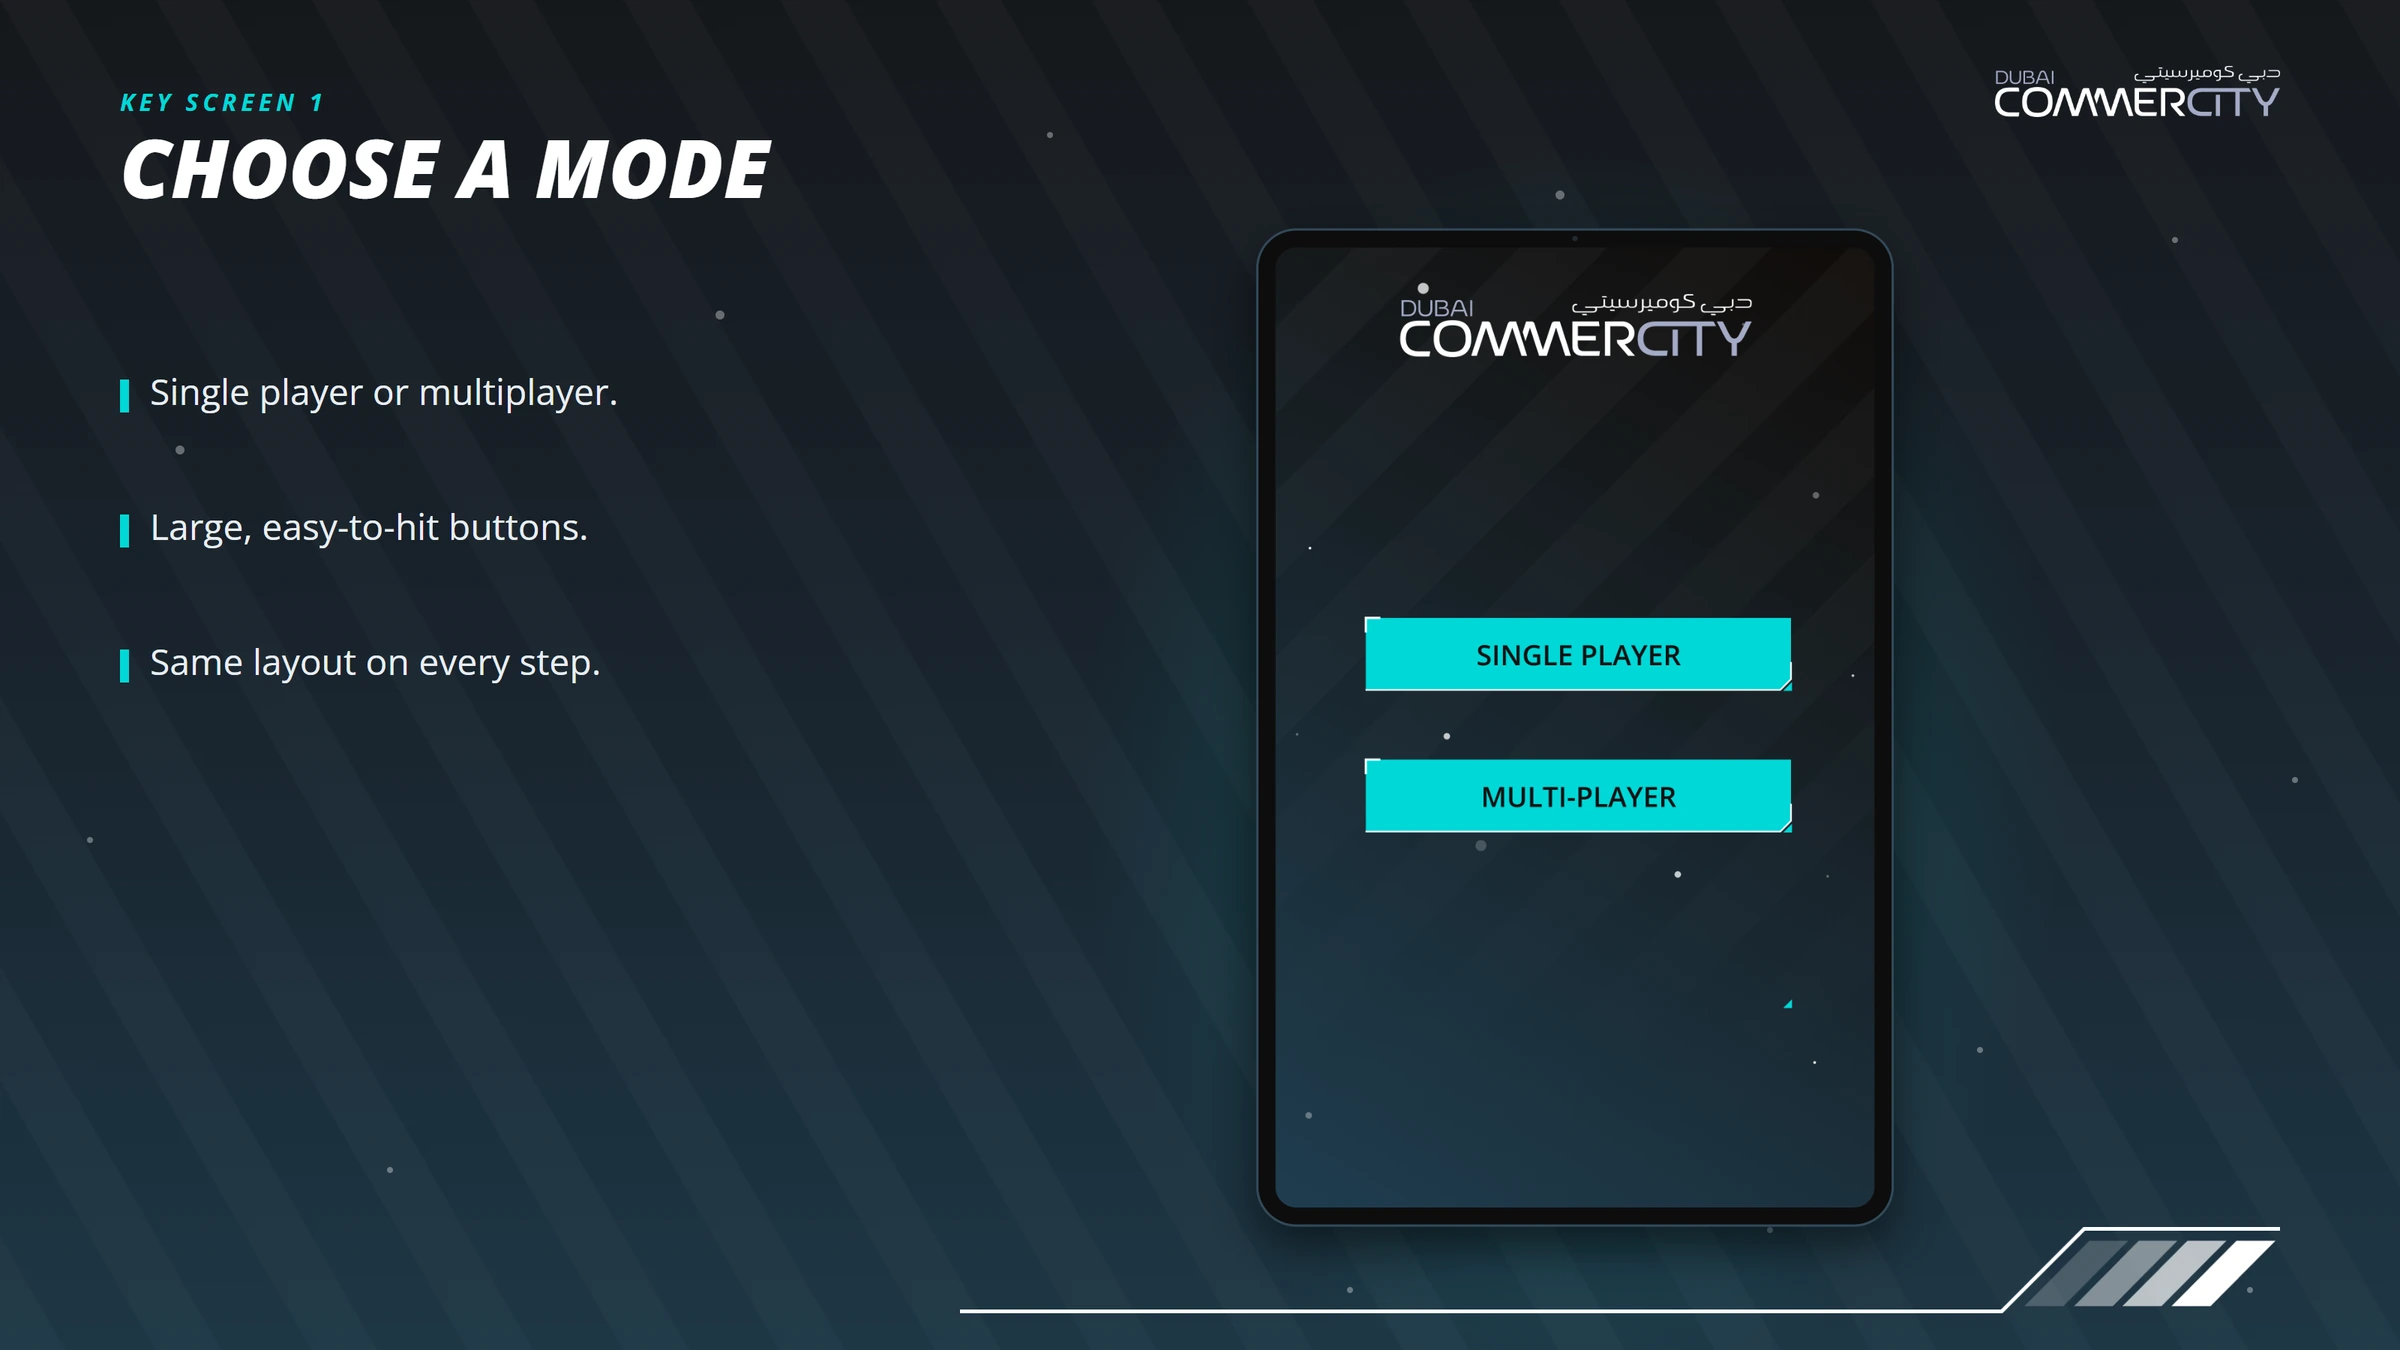 KEY SCREEN 1
CHOOSE A MODE
DUBAI دبي كوميرسيتي
COMMERCITY
Single player or multiplayer.
Large, easy-to-hit buttons.
Same layout on every step.
DUBAI دبي كوميرسيتي
COMMERCITY
SINGLE PLAYER
MULTI-PLAYER